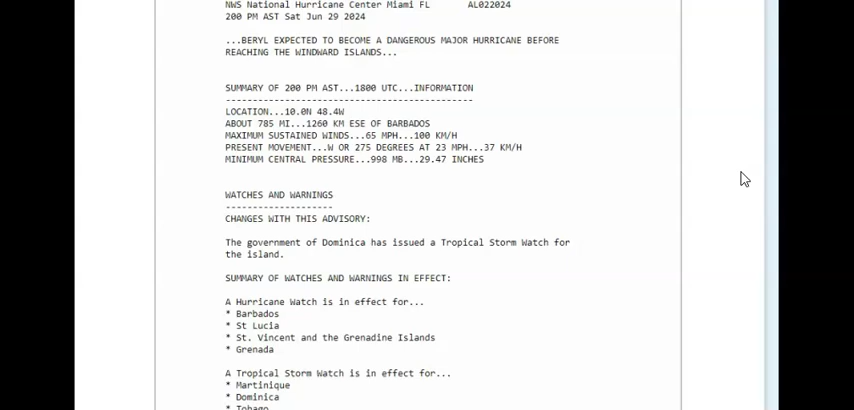 NWS National Hurricane Center Miami FL AL022024
200 PM AST Sat Jun 29 2024
...BERYL EXPECTED TO BECOME A DANGEROUS MAJOR HURRICANE BEFORE
REACHING THE WINDWARD ISLANDS...
SUMMARY OF 200 PM AST...1800 UTC...INFORMATION
----------------------------------------------
LOCATION...10.0N 48.4W
ABOUT 785 MI...1260 KM ESE OF BARBADOS
MAXIMUM SUSTAINED WINDS...65 MPH...100 KM/H
PRESENT MOVEMENT...W OR 275 DEGREES AT 23 MPH...37 KM/H
MINIMUM CENTRAL PRESSURE...998 MB...29.47 INCHES
WATCHES AND WARNINGS
--------------------
CHANGES WITH THIS ADVISORY:
The government of Dominica has issued a Tropical Storm Watch for
the island.
SUMMARY OF WATCHES AND WARNINGS IN EFFECT:
A Hurricane Watch is in effect for...
* Barbados
* St Lucia
* St. Vincent and the Grenadine Islands
* Grenada
A Tropical Storm Watch is in effect for...
* Martinique
* Dominica
* Tobago